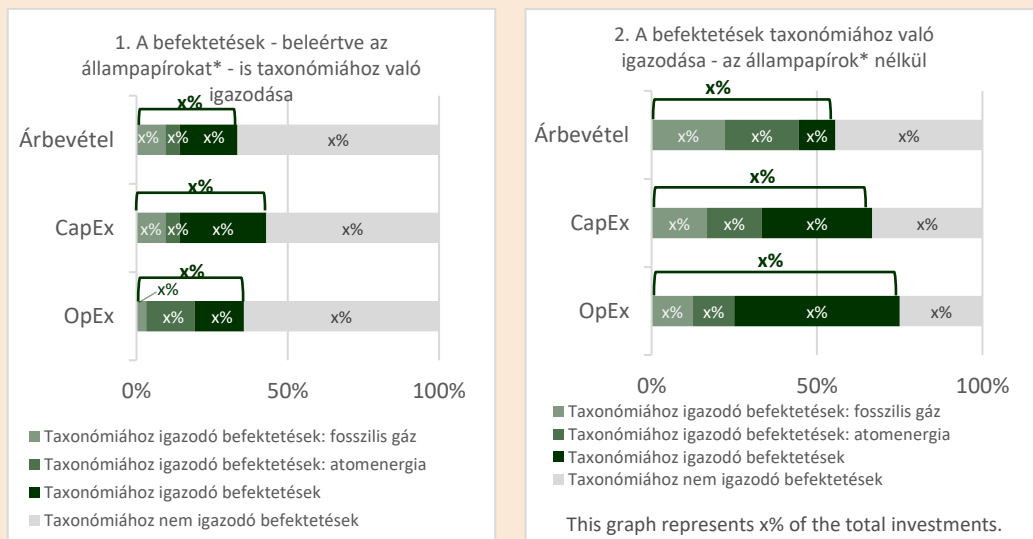 1. A befektetések - beleértve az
állampapírokat* - is taxonómiához való
igazodása
x%
Árbevétel
x% x% x% x%
x%
CapEx
x% x% x% x%
x%
x%
OpEx
x% x% x%
0% 50% 100%
Taxonómiához igazodó befektetések: fosszilis gáz
Taxonómiához igazodó befektetések: atomenergia
Taxonómiához igazodó befektetések
Taxonómiához nem igazodó befektetések
2. A befektetések taxonómiához való
igazodása - az állampapírok* nélkül
x%
Árbevétel
x% x% x% x%
x%
CapEx
x% x% x% x%
x%
OpEx
x% x% x% x%
0% 50% 100%
Taxonómiához igazodó befektetések: fosszilis gáz
Taxonómiához igazodó befektetések: atomenergia
Taxonómiához igazodó befektetések
Taxonómiához nem igazodó befektetések
This graph represents x% of the total investments.